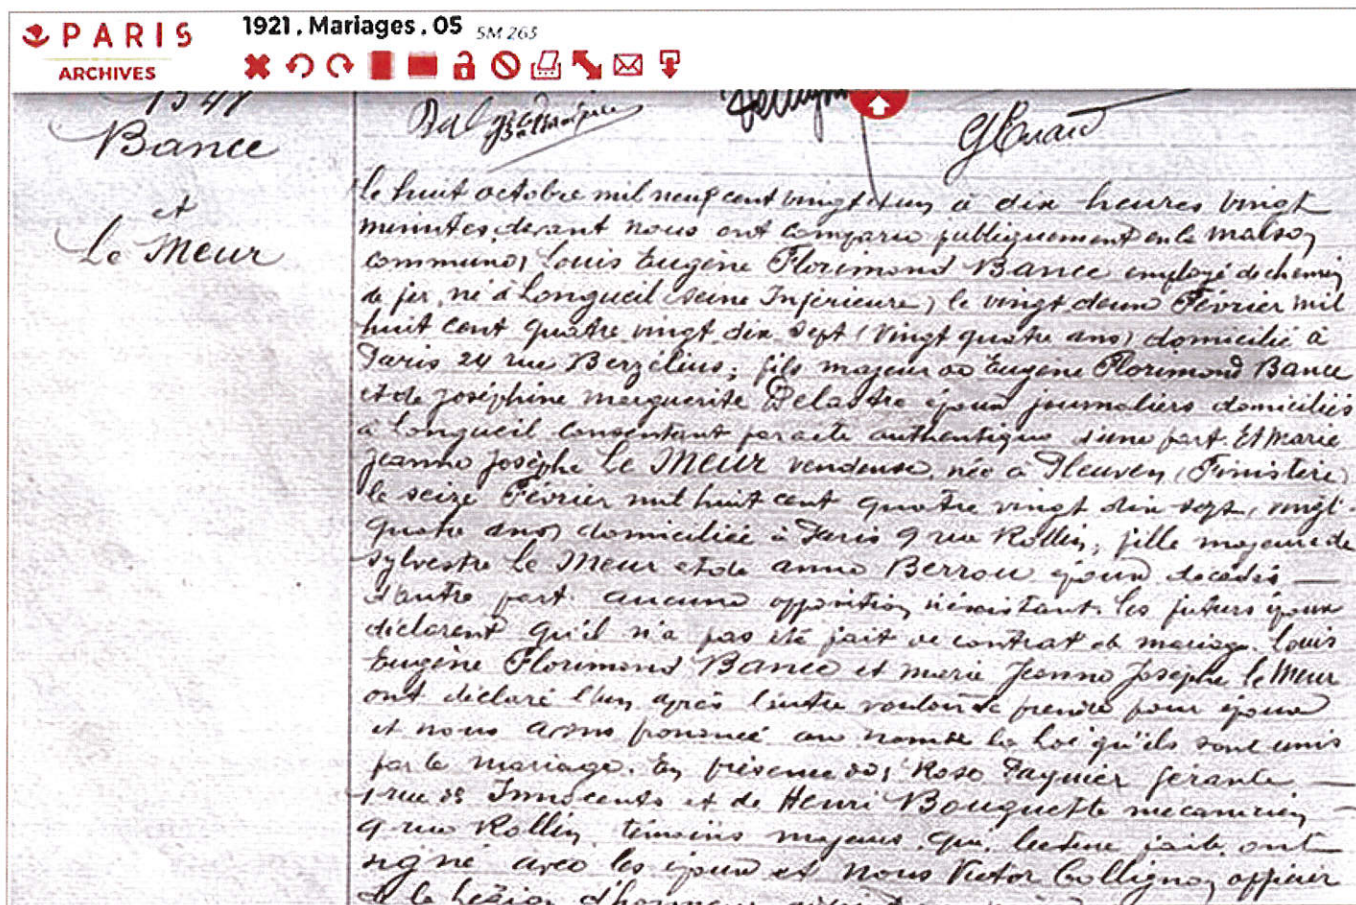 PARIS
ARCHIVES
1921 . Mariages . 05 5M 263
Bance
et
Le Meur
le huit octobre mil neuf cent vingt et un à dix heures vingt
minutes, devant nous ont comparu publiquement en la maison
commune, Louis Eugène Florimond Bance employé de chemin
de fer, né à Longueil (Seine Inférieure) le vingt deux Février mil
huit cent quatre vingt dix sept (vingt quatre ans) domicilié à
Paris 24 rue Berzélius, fils majeur de Eugène Florimond Bance
et de Joséphine Marguerite Delastre époux journaliers domiciliés
à Longueil consentant par acte authentique d'une part. Et Marie
Jeanne Josèphe Le Meur vendeuse, née à Pleuven (Finistère)
le seize Février mil huit cent quatre vingt dix sept, vingt-
quatre ans) domiciliée à Paris 9 rue Rollin, fille majeure de
Sylvestre Le Meur et de Anne Berrou époux décédés —
d'autre part. aucune opposition n'existant. les futurs époux
déclarent qu'il n'a pas été fait de contrat de mariage. Louis
Eugène Florimond Bance et Marie Jeanne Josèphe le Meur
ont déclaré l'un après l'autre vouloir se prendre pour époux
et nous avons prononcé au nom de la Loi qu'ils sont unis
par le mariage. En présence de, Rose Paquier gérante —
1 rue des Innocents et de Henri Bouquette mécanicien —
9 rue Rollin, témoins majeurs, qui, lecture faite, ont
signé avec les époux et Nous Victor Collignon, officier
de la Légion d'honneur